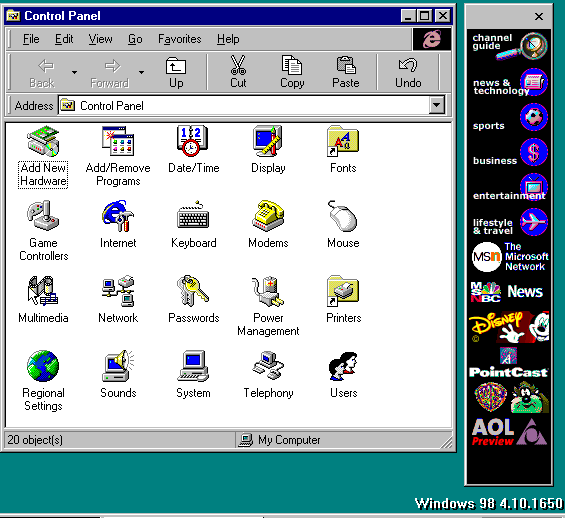 Control Panel
File Edit View Go Favorites Help
Back Forward Up Cut Copy Paste Undo
Address Control Panel
Add New
Hardware
Add/Remove
Programs
Date/Time
Display
Fonts
Game
Controllers
Internet
Keyboard
Modems
Mouse
Multimedia
Network
Passwords
Power
Management
Printers
Regional
Settings
Sounds
System
Telephony
Users
20 object(s)
My Computer
channel
guide
news &
technology
sports
business
entertainment
lifestyle
& travel
msn The
Microsoft
Network
MSNBC News
DISNEY
©
PointCast
WB
AOL
Preview
Windows 98 4.10.1650